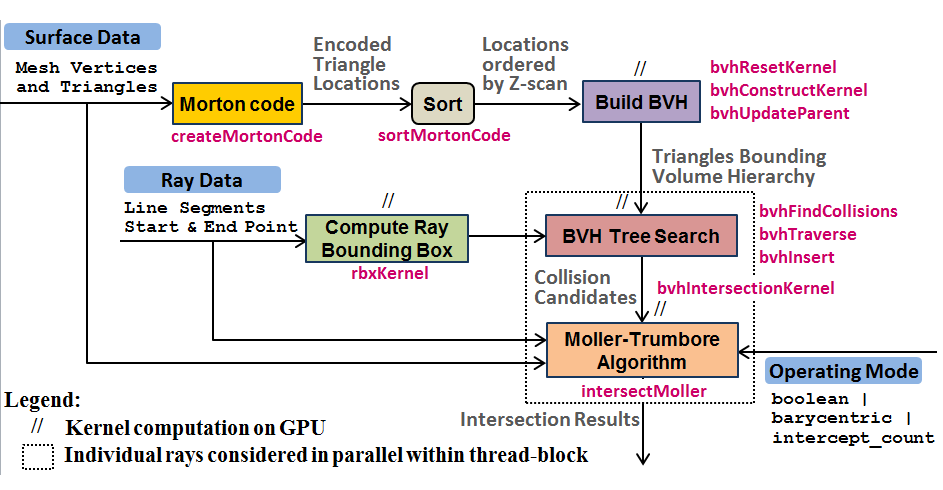 Surface Data
Mesh Vertices
and Triangles
Morton code
createMortonCode
Encoded
Triangle
Locations
Sort
sortMortonCode
Locations
ordered
by Z-scan
//
Build BVH
bvhResetKernel
bvhConstructKernel
bvhUpdateParent
Triangles Bounding
Volume Hierarchy
Ray Data
Line Segments
Start & End Point
//
Compute Ray
Bounding Box
rbxKernel
//
BVH Tree Search
bvhFindCollisions
bvhTraverse
bvhInsert
Collision
Candidates
bvhIntersectionKernel
//
Moller-Trumbore
Algorithm
intersectMoller
Operating Mode
boolean |
barycentric |
intercept_count
Intersection Results
Legend:
// Kernel computation on GPU
Individual rays considered in parallel within thread-block